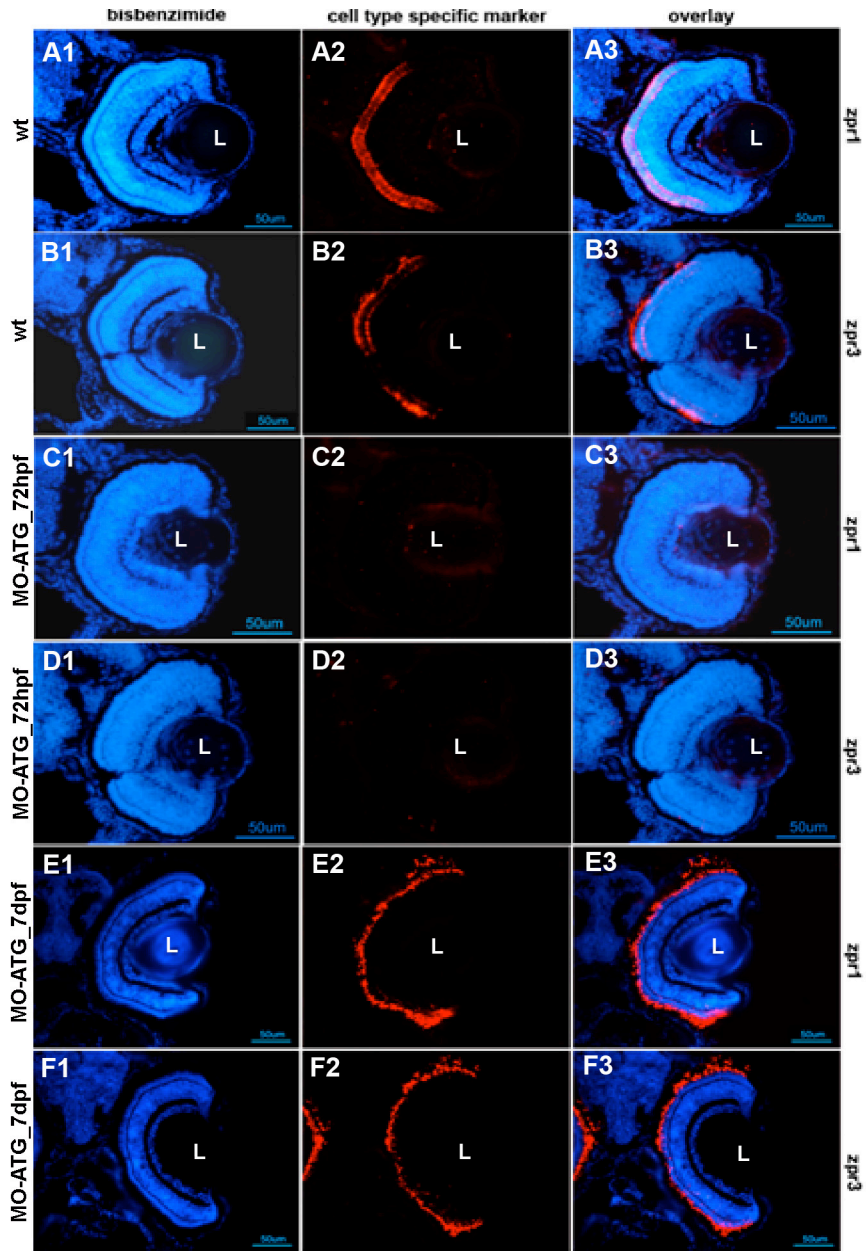 bisbenzimide cell type specific marker overlay
A1 A2 A3
wt L L L zpr1
50um 50um
B1 B2 B3
wt L L L zpr3
50um 50um
C1 C2 C3
MO-ATG_72hpf L L L zpr1
50um 50um
D1 D2 D3
MO-ATG_72hpf L L L zpr3
50um 50um
E1 E2 E3
MO-ATG_7dpf L L L zpr1
50um 50um
F1 F2 F3
MO-ATG_7dpf L L L zpr3
50um 50um